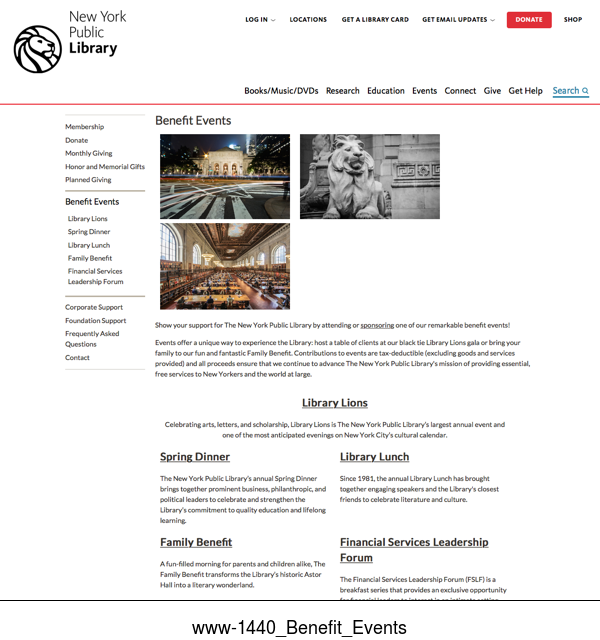 New York
Public
Library
LOG IN
LOCATIONS
GET A LIBRARY CARD
GET EMAIL UPDATES
DONATE
SHOP
Books/Music/DVDs
Research
Education
Events
Connect
Give
Get Help
Search
Membership
Donate
Monthly Giving
Honor and Memorial Gifts
Planned Giving
Benefit Events
Library Lions
Spring Dinner
Library Lunch
Family Benefit
Financial Services
Leadership Forum
Corporate Support
Foundation Support
Frequently Asked
Questions
Contact
Benefit Events
Show your support for The New York Public Library by attending or sponsoring one of our remarkable benefit events!
Events offer a unique way to experience the Library: host a table of clients at our black tie Library Lions gala or bring your
family to our fun and fantastic Family Benefit. Contributions to events are tax-deductible (excluding goods and services
provided) and all proceeds ensure that we continue to advance The New York Public Library's mission of providing essential,
free services to New Yorkers and the world at large.
Library Lions
Celebrating arts, letters, and scholarship, Library Lions is The New York Public Library's largest annual event and
one of the most anticipated evenings on New York City's cultural calendar.
Spring Dinner
The New York Public Library's annual Spring Dinner
brings together prominent business, philanthropic, and
political leaders to celebrate and strengthen the
Library's commitment to quality education and lifelong
learning.
Library Lunch
Since 1981, the annual Library Lunch has brought
together engaging speakers and the Library's closest
friends to celebrate literature and culture.
Family Benefit
A fun-filled morning for parents and children alike, The
Family Benefit transforms the Library's historic Astor
Hall into a literary wonderland.
Financial Services Leadership
Forum
The Financial Services Leadership Forum (FSLF) is a
breakfast series that provides an exclusive opportunity
www-1440_Benefit_Events